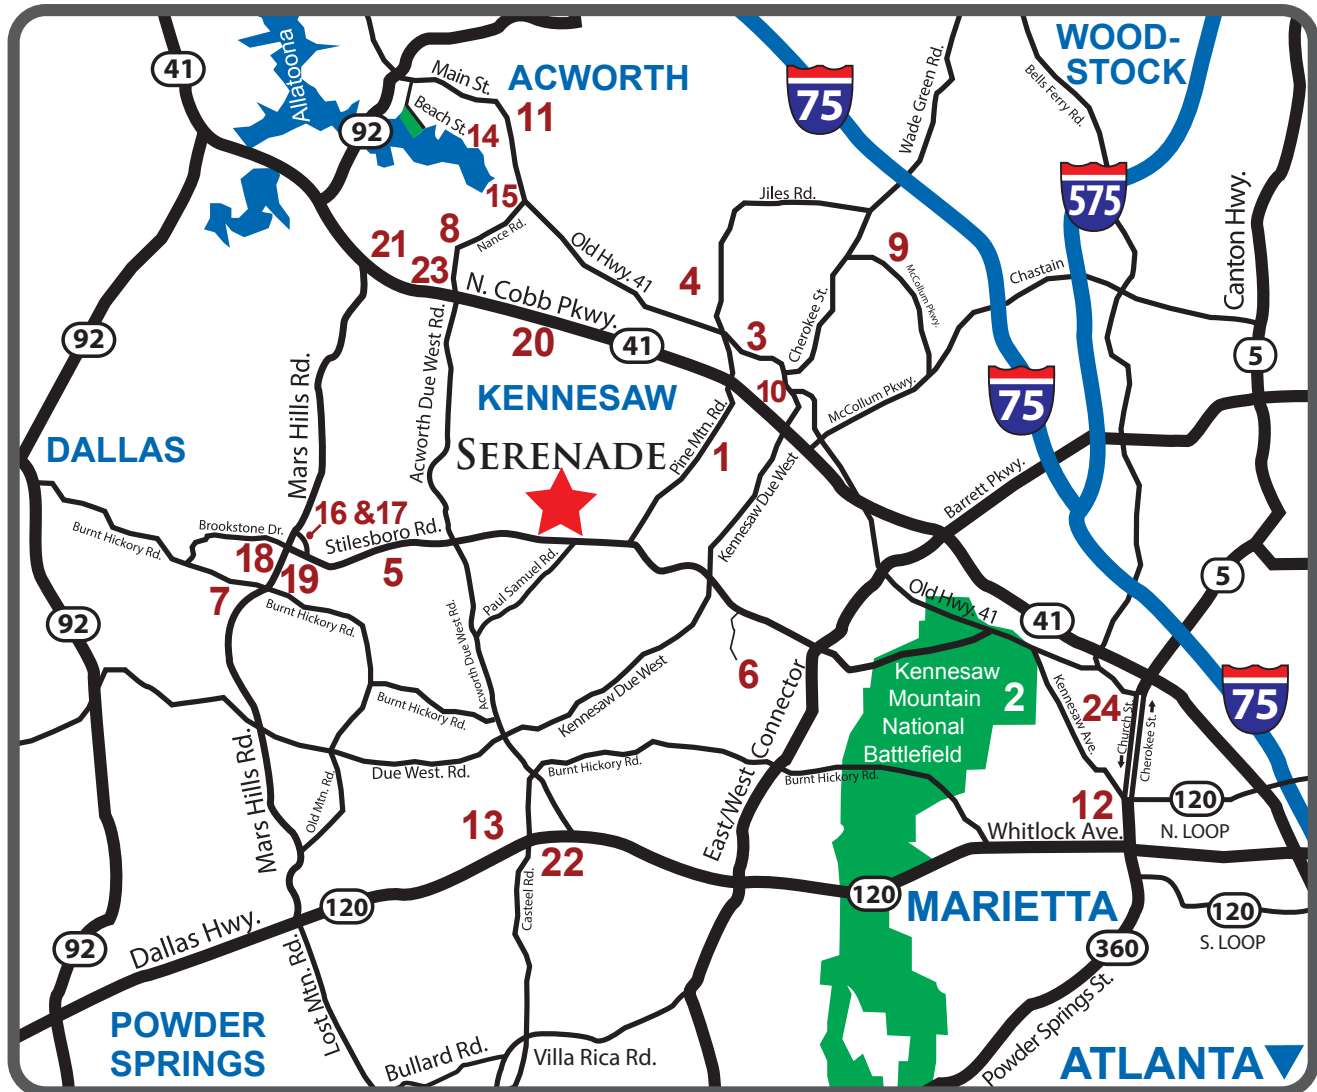 41
Allatoona
92
Main St.
Beach St.
14
15
11
ACWORTH
75
Wade Green Rd.
WOOD-
STOCK
Bells Ferry Rd.
575
Canton Hwy.
Jiles Rd.
9
McCollum Pkwy.
Chastain
8
Nance Rd.
Old Hwy. 41
21
23
4
N. Cobb Pkwy.
20
41
3
Cherokee St.
10
92
5
Mars Hills Rd.
Acworth Due West Rd.
KENNESAW
SERENADE
Pine Mtn. Rd.
1
McCollum Pkwy.
75
DALLAS
Kennesaw Due West
Barrett Pkwy.
Burnt Hickory Rd.
Brookstone Dr.
16 & 17
18
19
Stilesboro Rd.
5
7
Burnt Hickory Rd.
Paul Samuel Rd.
Acworth Due West Rd.
Old Hwy. 41
41
5
92
6
Kennesaw
Mountain
National
Battlefield
2
Kennesaw Ave.
24
Church St.
Cherokee St.
75
Burnt Hickory Rd.
Kennesaw Due West
East/West Connector
Mars Hills Rd.
Old Mtn. Rd.
Due West. Rd.
Burnt Hickory Rd.
Burnt Hickory Rd.
12
120
N. LOOP
13
22
Whitlock Ave.
Casteel Rd.
120
120
MARIETTA
120
S. LOOP
92
Dallas Hwy.
360
Lost Mtn. Rd.
POWDER
SPRINGS
Bullard Rd.
Villa Rica Rd.
Powder Springs St.
ATLANTA